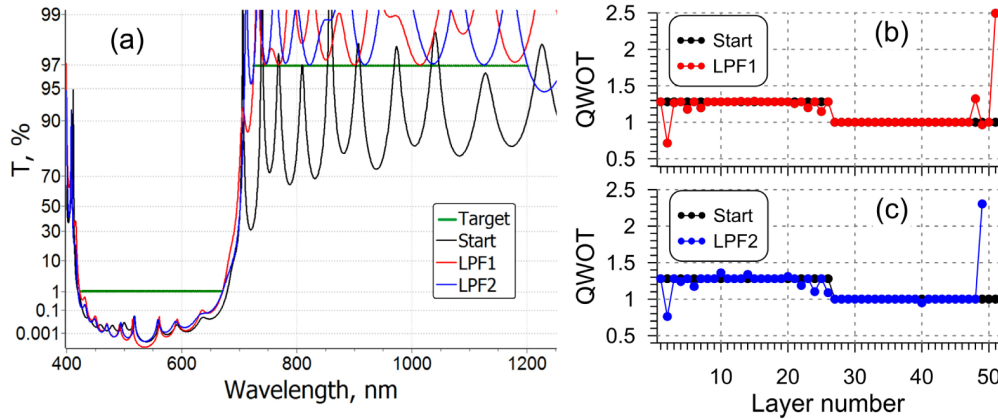 (a)
T, %
99
97
95
90
70
50
30
10
1
0.1
0.001
400
600
800
1000
1200
Wavelength, nm
Target
Start
LPF1
LPF2
(b)
QWOT
2.5
2
1.5
1
0.5
Start
LPF1
(c)
QWOT
2.5
2
1.5
1
0.5
Start
LPF2
10
20
30
40
50
Layer number